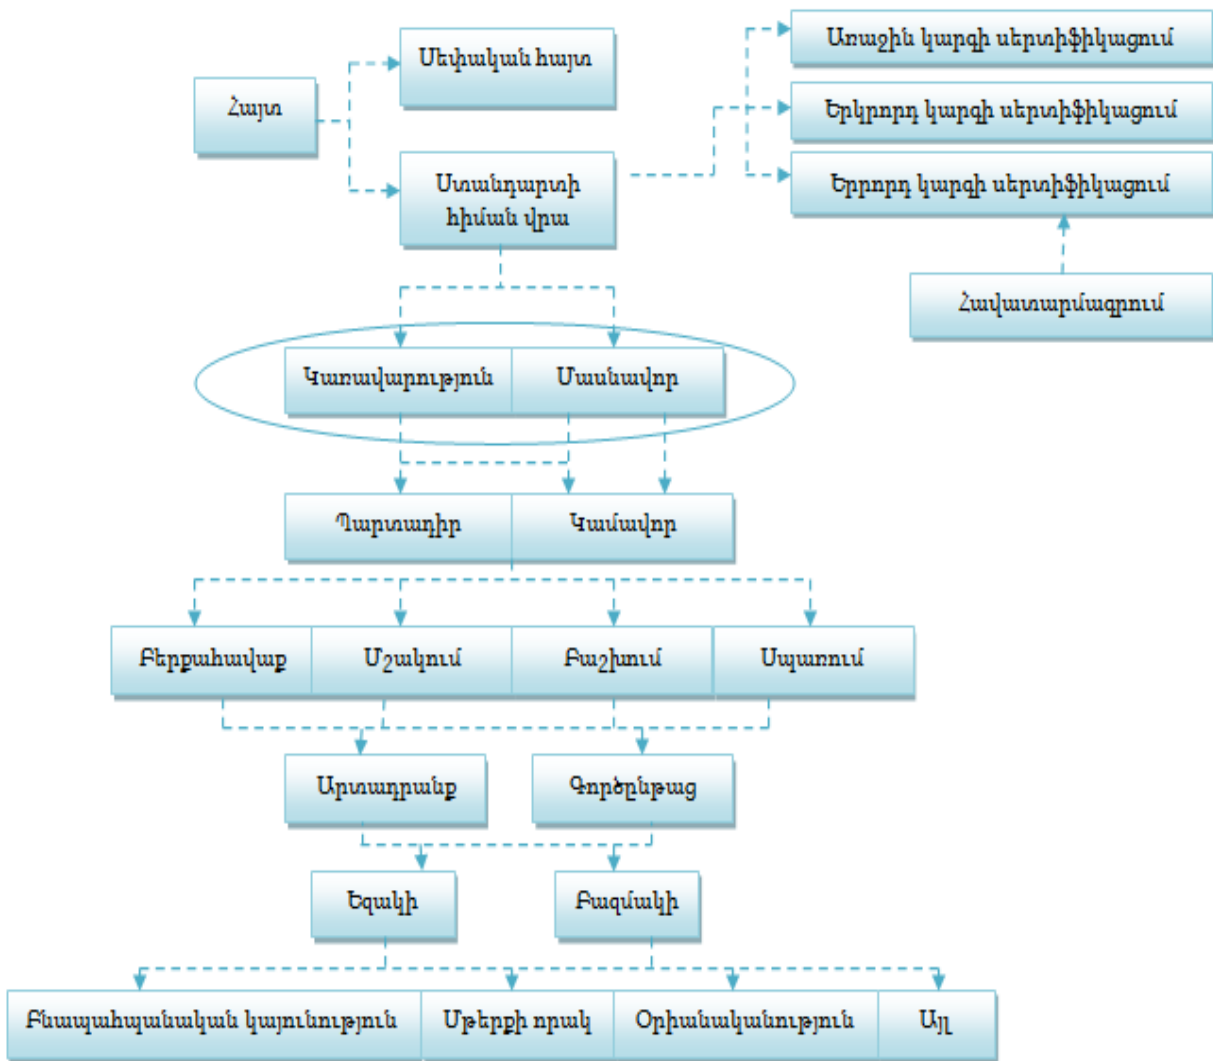 Առաջին կարգի սերտիֆիկացում
Սեփական հայտ
Հայտ
Երկրորդ կարգի սերտիֆիկացում
Ստանդարտի
հիման վրա
Երրորդ կարգի սերտիֆիկացում
Հավատարմագրում
Կառավարություն
Մասնավոր
Պարտադիր
Կամավոր
Բերքահավաք
Մշակում
Բաշխում
Սպառում
Արտադրանք
Գործընթաց
Եզակի
Բազմակի
Բնապահպանական կայունություն
Մթերքի որակ
Օրինականություն
Այլ